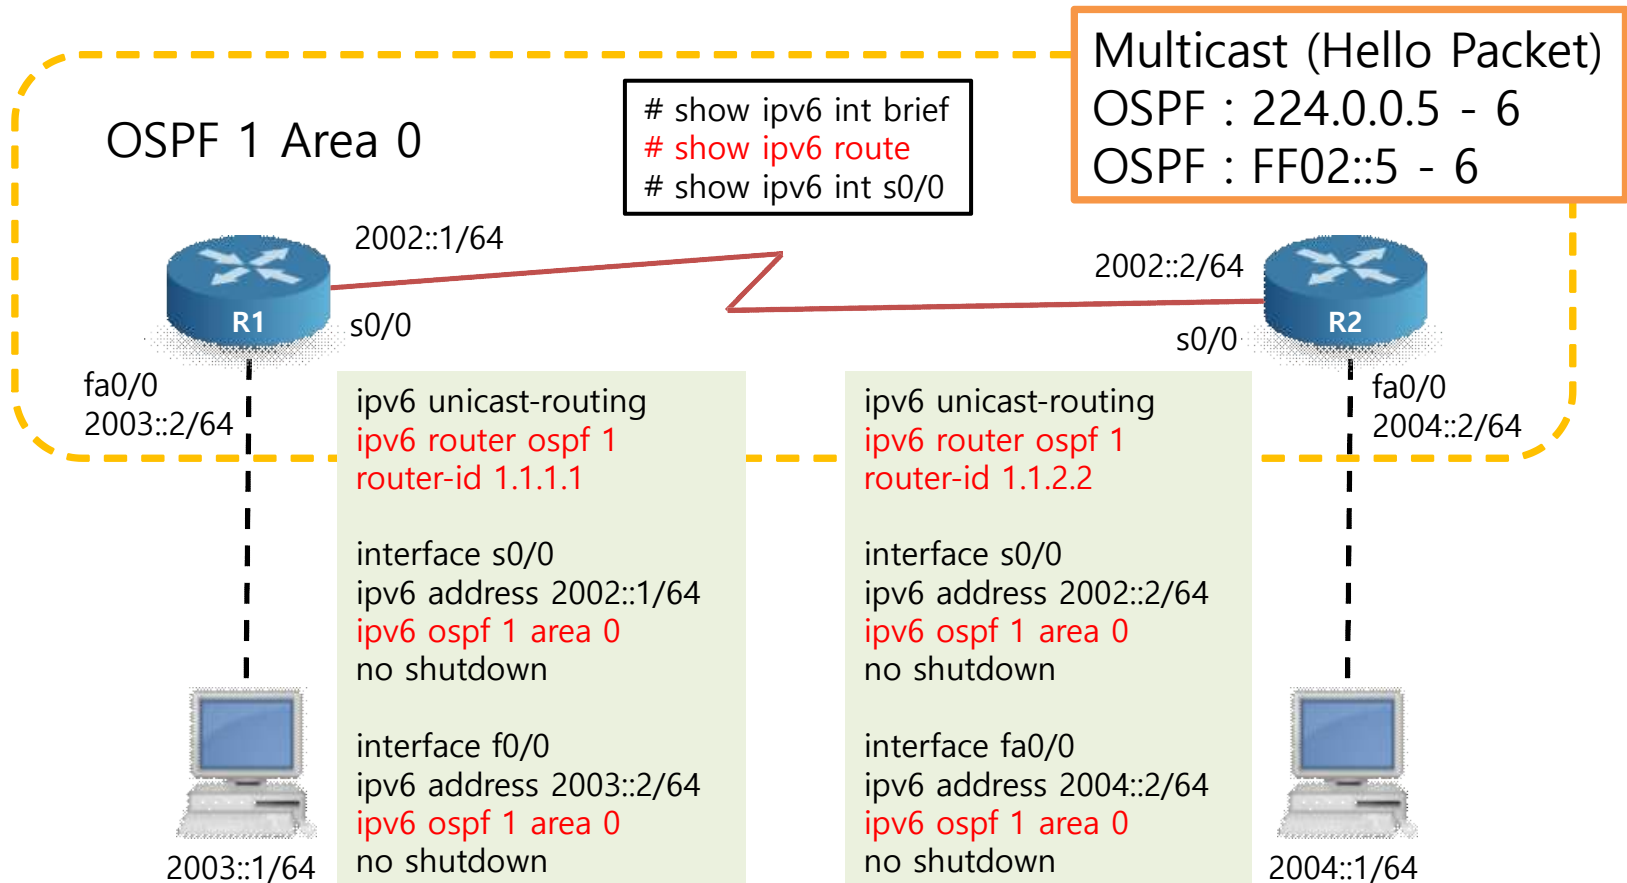 Multicast (Hello Packet)
OSPF : 224.0.0.5 - 6
OSPF : FF02::5 - 6
# show ipv6 int brief
# show ipv6 route
# show ipv6 int s0/0
OSPF 1 Area 0
2002::1/64
R1
s0/0
fa0/0
2003::2/64
2002::2/64
R2
s0/0
fa0/0
2004::2/64
ipv6 unicast-routing
ipv6 router ospf 1
router-id 1.1.1.1
interface s0/0
ipv6 address 2002::1/64
ipv6 ospf 1 area 0
no shutdown
interface f0/0
ipv6 address 2003::2/64
ipv6 ospf 1 area 0
no shutdown
ipv6 unicast-routing
ipv6 router ospf 1
router-id 1.1.2.2
interface s0/0
ipv6 address 2002::2/64
ipv6 ospf 1 area 0
no shutdown
interface fa0/0
ipv6 address 2004::2/64
ipv6 ospf 1 area 0
no shutdown
2003::1/64
2004::1/64